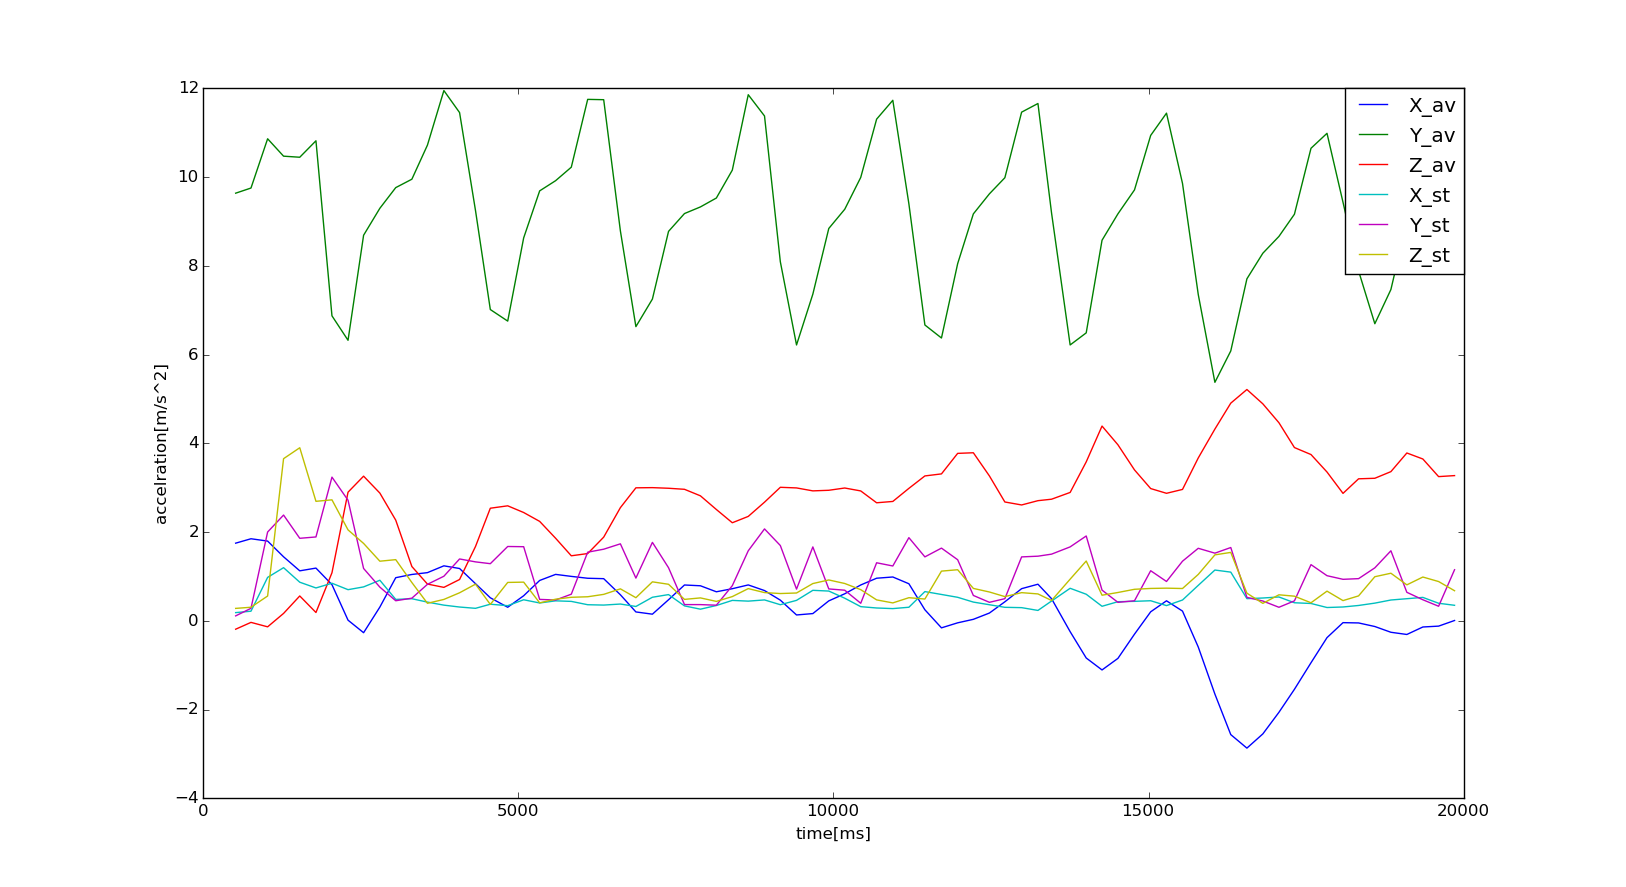 12
10
8
6
4
2
0
−2
−4
0 5000 10000 15000 20000
accelration[m/s^2]
time[ms]
X_av
Y_av
Z_av
X_st
Y_st
Z_st